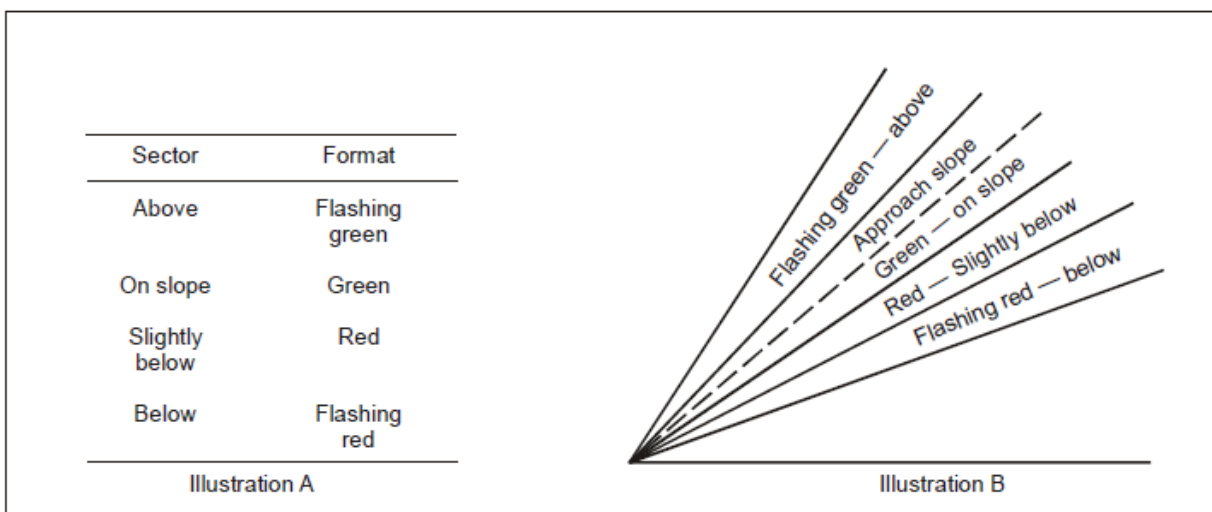 Sector Format
Above Flashing
green
On slope Green
Slightly Red
below
Below Flashing
red
Illustration A
Flashing green — above
Approach slope
Green — on slope
Red — Slightly below
Flashing red — below
Illustration B